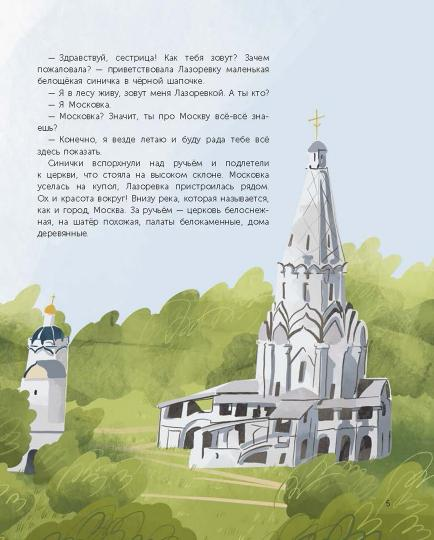 — Здравствуй, сестрица! Как тебя зовут? Зачем
пожаловала? — приветствовала Лазоревку маленькая
белощёкая синичка в чёрной шапочке.
— Я в лесу живу, зовут меня Лазоревкой. А ты кто?
— Я Московка.
— Московка? Значит, ты про Москву всё-всё зна-
ешь?
— Конечно, я везде летаю и буду рада тебе всё
здесь показать.
Синички вспорхнули над ручьём и подлетели
к церкви, что стояла на высоком склоне. Московка
уселась на купол, Лазоревка пристроилась рядом.
Ох и красота вокруг! Внизу река, которая называется,
как и город, Москва. За ручьём — церковь белоснеж-
ная, на шатёр похожая, палаты белокаменные, дома
деревянные.
5